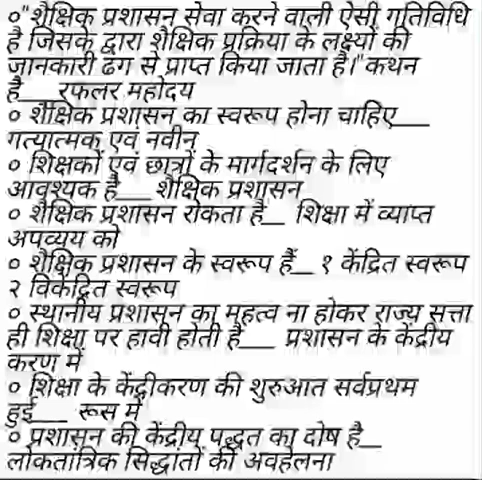 ०"शैक्षिक प्रशासन सेवा करने वाली ऐसी गतिविधि
है जिसके द्वारा शैक्षिक प्रक्रिया के लक्ष्यों की
जानकारी ढंग से प्राप्त किया जाता है।"कथन
है___ रफलर महोदय
० शैक्षिक प्रशासन का स्वरूप होना चाहिए___
गत्यात्मक एवं नवीन
० शिक्षकों एवं छात्रों के मार्गदर्शन के लिए
आवश्यक है___ शैक्षिक प्रशासन
० शैक्षिक प्रशासन रोकता है__ शिक्षा में व्याप्त
अपव्यय को
० शैक्षिक प्रशासन के स्वरूप हैं__ १ केंद्रित स्वरूप
२ विकेंद्रित स्वरूप
० स्थानीय प्रशासन का महत्व ना होकर राज्य सत्ता
ही शिक्षा पर हावी होती है___ प्रशासन के केंद्रीय
करण में
० शिक्षा के केंद्रीकरण की शुरुआत सर्वप्रथम
हुई___ रूस में
० प्रशासन की केंद्रीय पद्धत का दोष है__
लोकतांत्रिक सिद्धांतों की अवहेलना